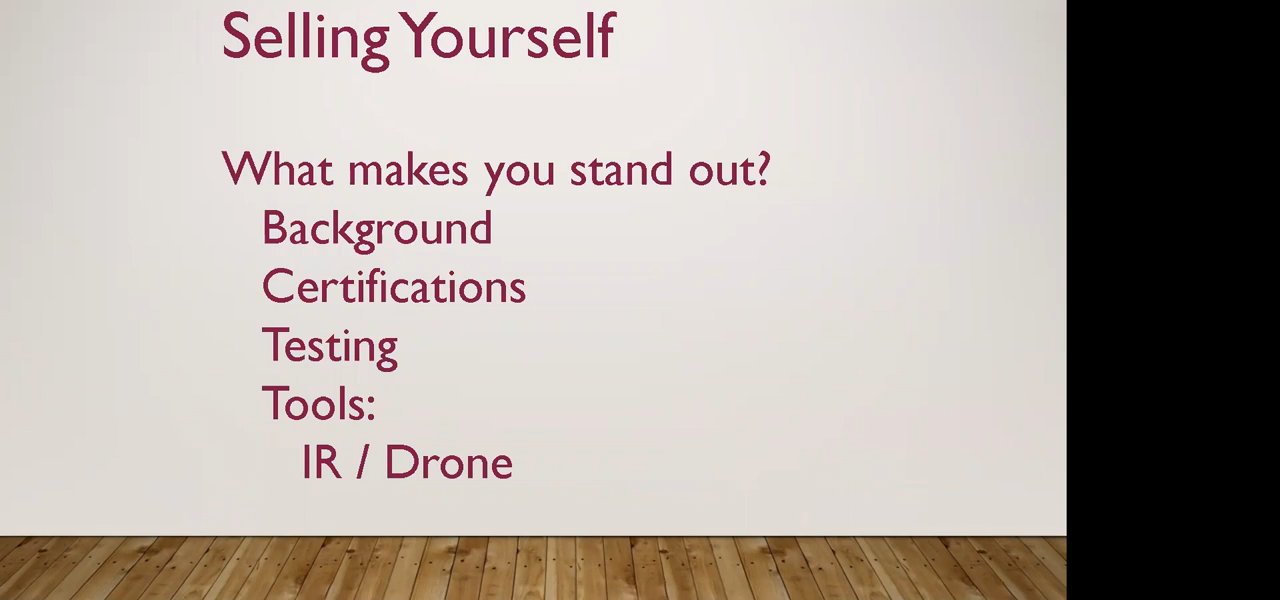 Selling Yourself
What makes you stand out?
Background
Certifications
Testing
Tools:
IR / Drone